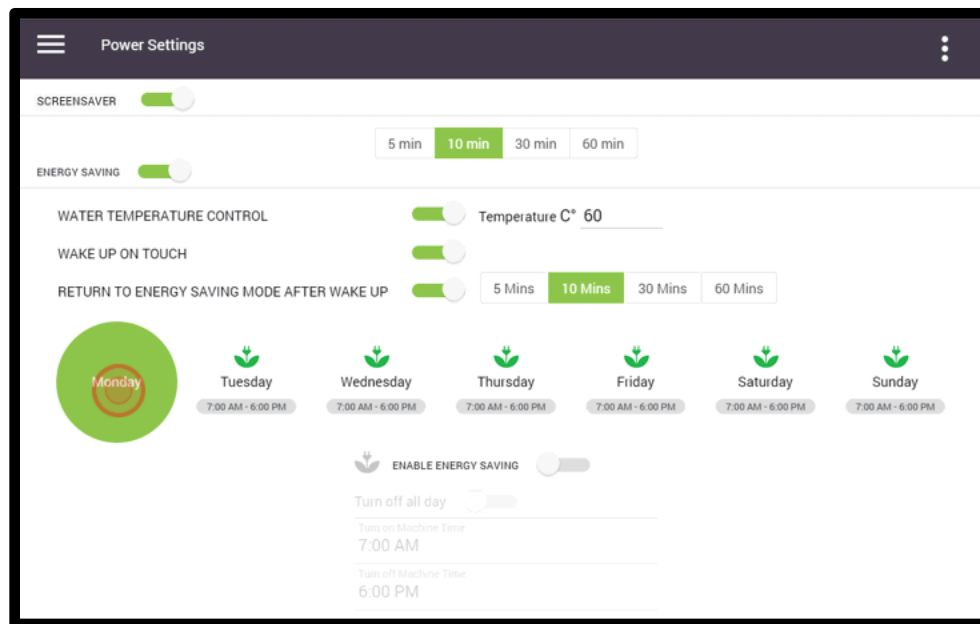 Power Settings
SCREENSAVER
5 min 10 min 30 min 60 min
ENERGY SAVING
WATER TEMPERATURE CONTROL Temperature C° 60
WAKE UP ON TOUCH
RETURN TO ENERGY SAVING MODE AFTER WAKE UP 5 Mins 10 Mins 30 Mins 60 Mins
Monday Tuesday Wednesday Thursday Friday Saturday Sunday
7:00 AM - 6:00 PM 7:00 AM - 6:00 PM 7:00 AM - 6:00 PM 7:00 AM - 6:00 PM 7:00 AM - 6:00 PM 7:00 AM - 6:00 PM
ENABLE ENERGY SAVING
Turn off all day
Turn on Machine Time
7:00 AM
Turn off Machine Time
6:00 PM